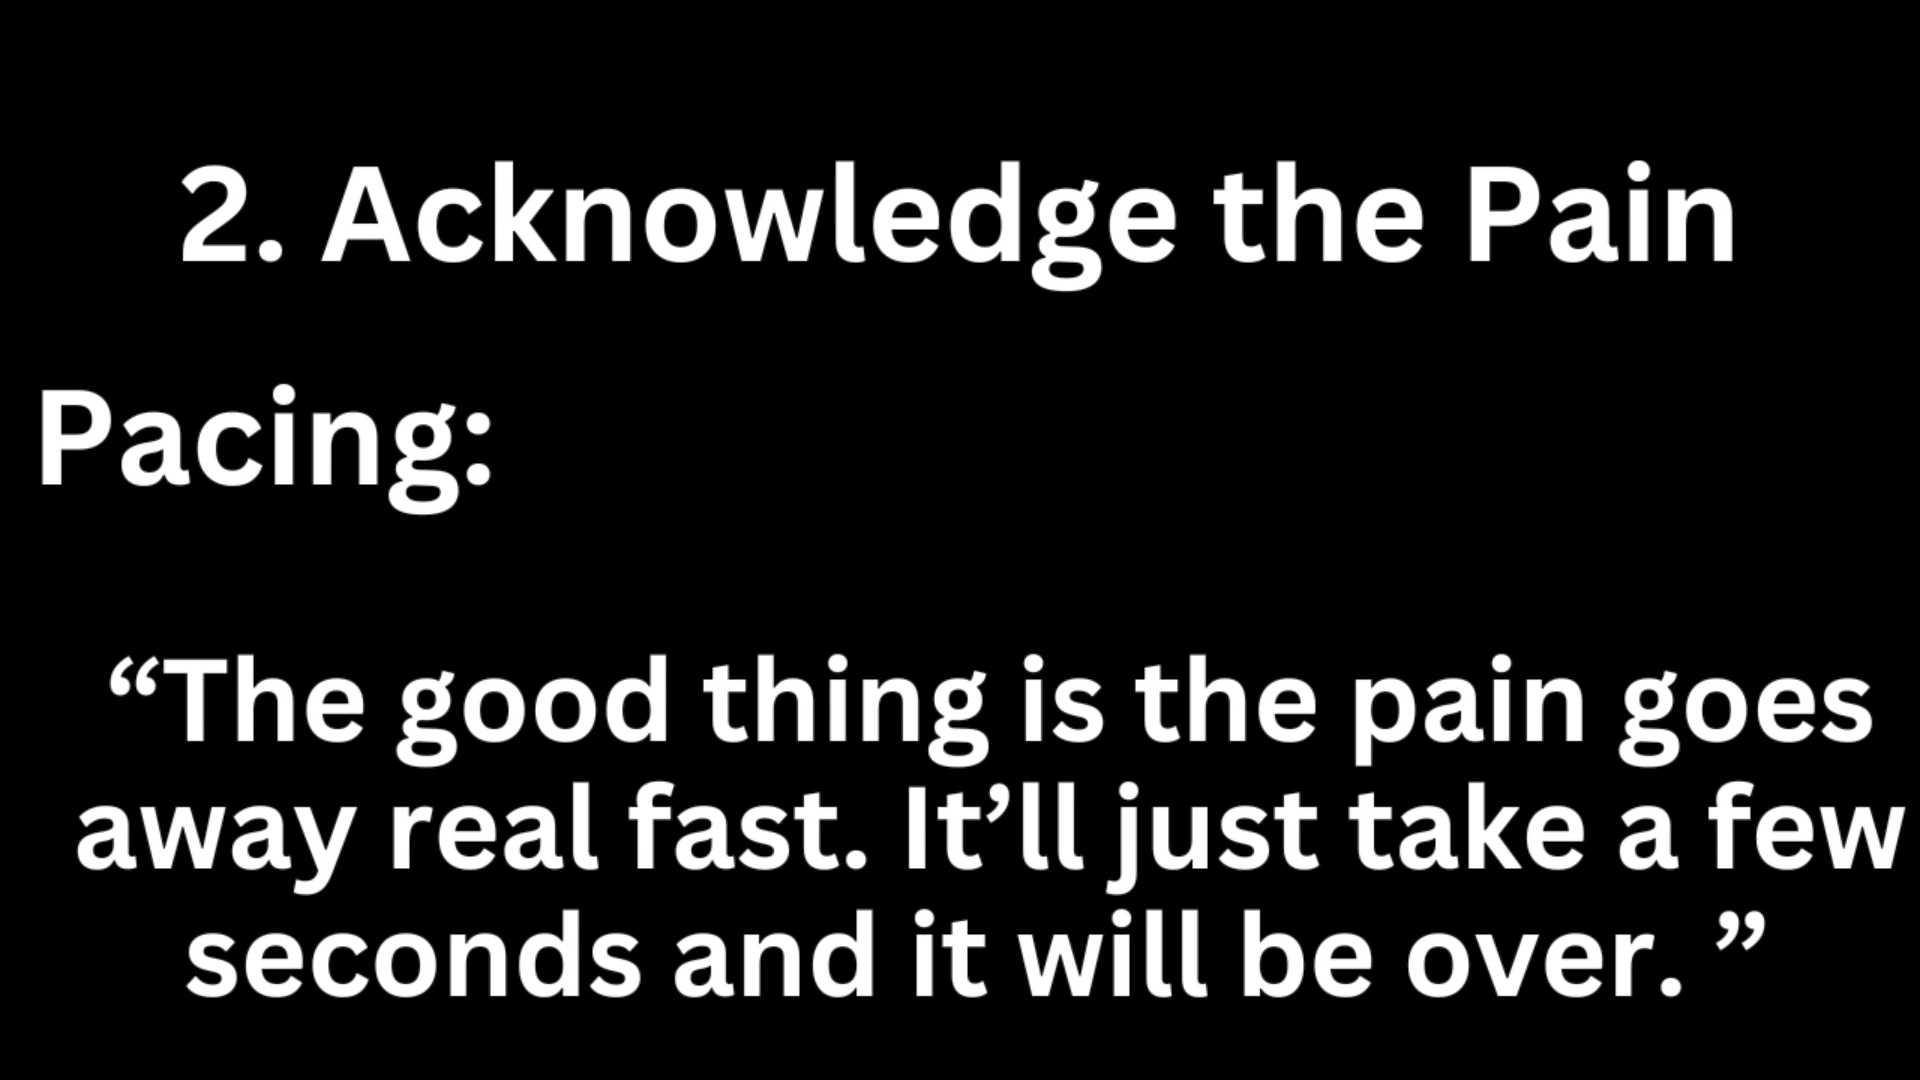 2. Acknowledge the Pain
Pacing:
“The good thing is the pain goes
away real fast. It’ll just take a few
seconds and it will be over. ”